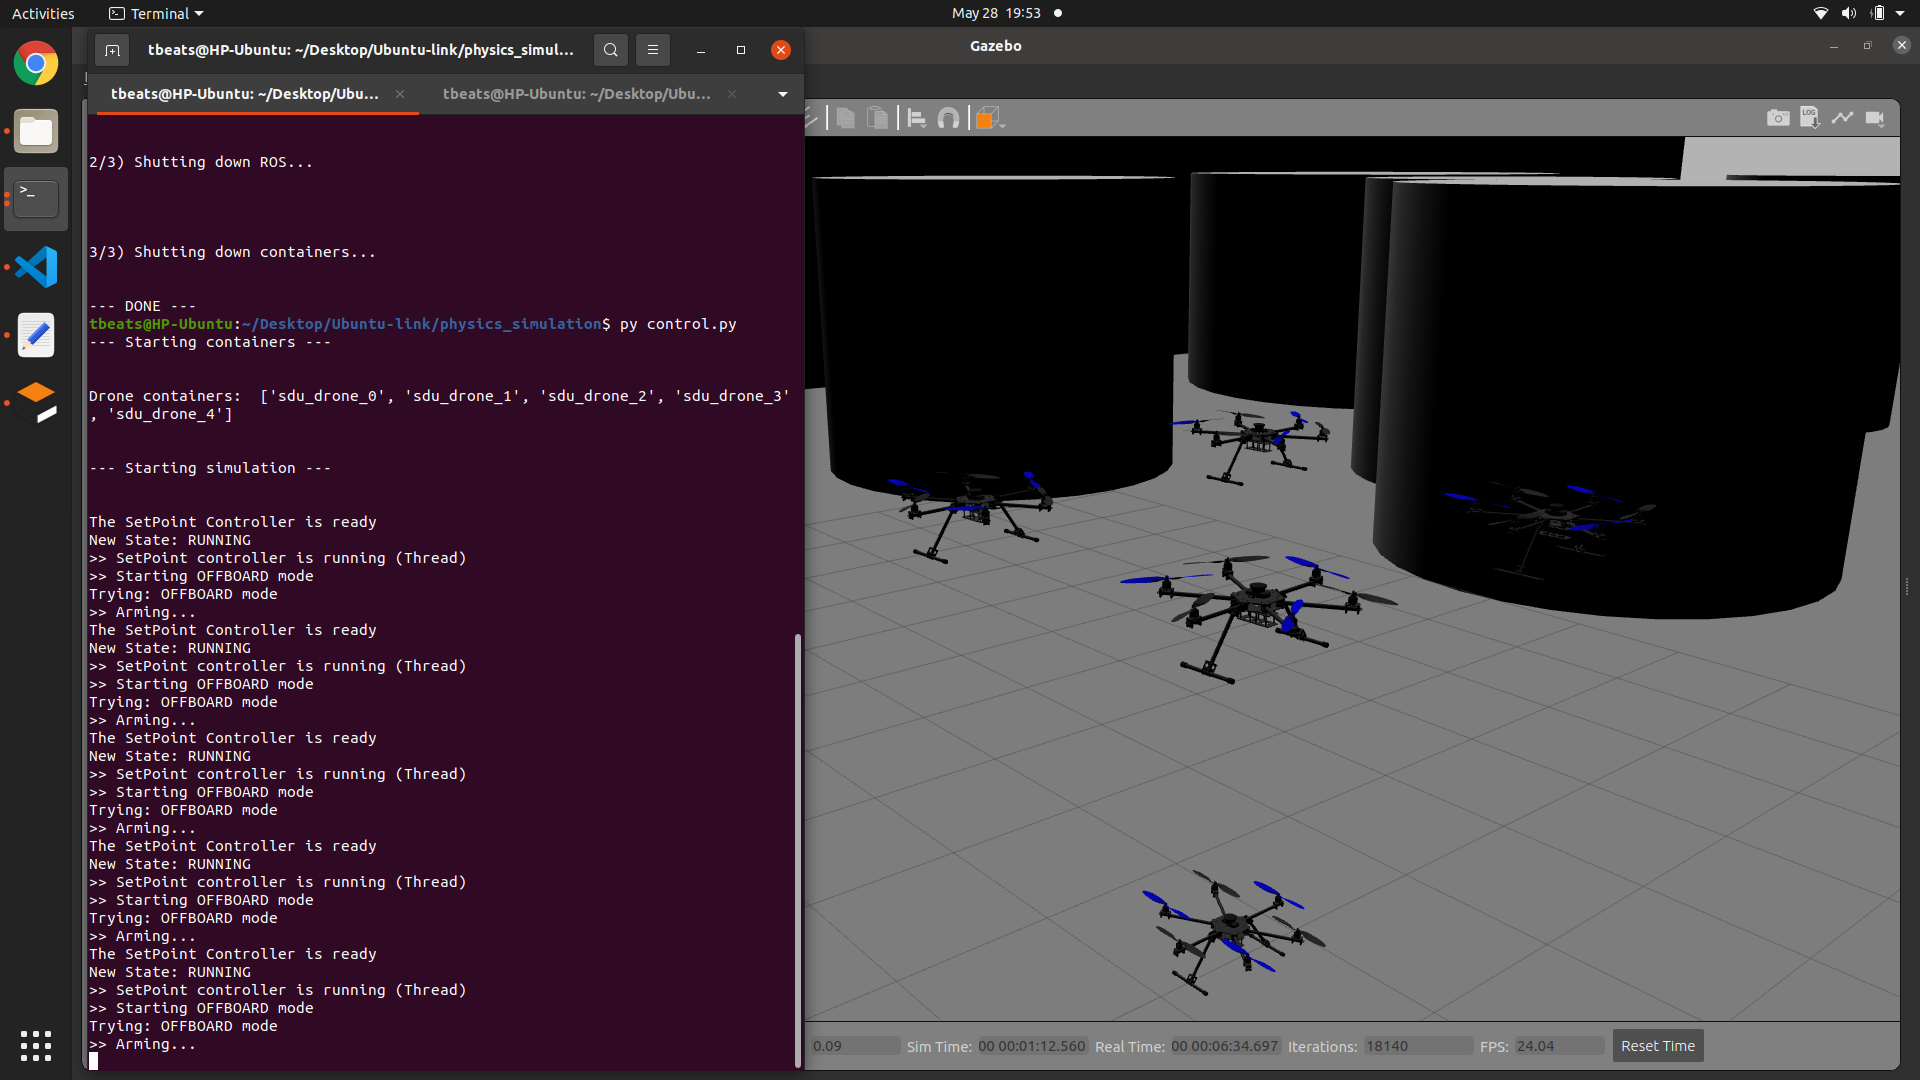 Activities
Terminal
May 28 19:53
tbeats@HP-Ubuntu: ~/Desktop/Ubuntu-link/physics_simul...
Gazebo
tbeats@HP-Ubuntu: ~/Desktop/Ubu...
tbeats@HP-Ubuntu: ~/Desktop/Ubu...
LOG
2/3) Shutting down ROS...
3/3) Shutting down containers...
--- DONE ---
tbeats@HP-Ubuntu:~/Desktop/Ubuntu-link/physics_simulation$ py control.py
--- Starting containers ---
Drone containers:  ['sdu_drone_0', 'sdu_drone_1', 'sdu_drone_2', 'sdu_drone_3'
, 'sdu_drone_4']
--- Starting simulation ---
The SetPoint Controller is ready
New State: RUNNING
>> SetPoint controller is running (Thread)
>> Starting OFFBOARD mode
Trying: OFFBOARD mode
>> Arming...
The SetPoint Controller is ready
New State: RUNNING
>> SetPoint controller is running (Thread)
>> Starting OFFBOARD mode
Trying: OFFBOARD mode
>> Arming...
The SetPoint Controller is ready
New State: RUNNING
>> SetPoint controller is running (Thread)
>> Starting OFFBOARD mode
Trying: OFFBOARD mode
>> Arming...
The SetPoint Controller is ready
New State: RUNNING
>> SetPoint controller is running (Thread)
>> Starting OFFBOARD mode
Trying: OFFBOARD mode
>> Arming...
The SetPoint Controller is ready
New State: RUNNING
>> SetPoint controller is running (Thread)
>> Starting OFFBOARD mode
Trying: OFFBOARD mode
>> Arming...
0.09 Sim Time: 00 00:01:12.560 Real Time: 00 00:06:34.697 Iterations: 18140 FPS: 24.04 Reset Time